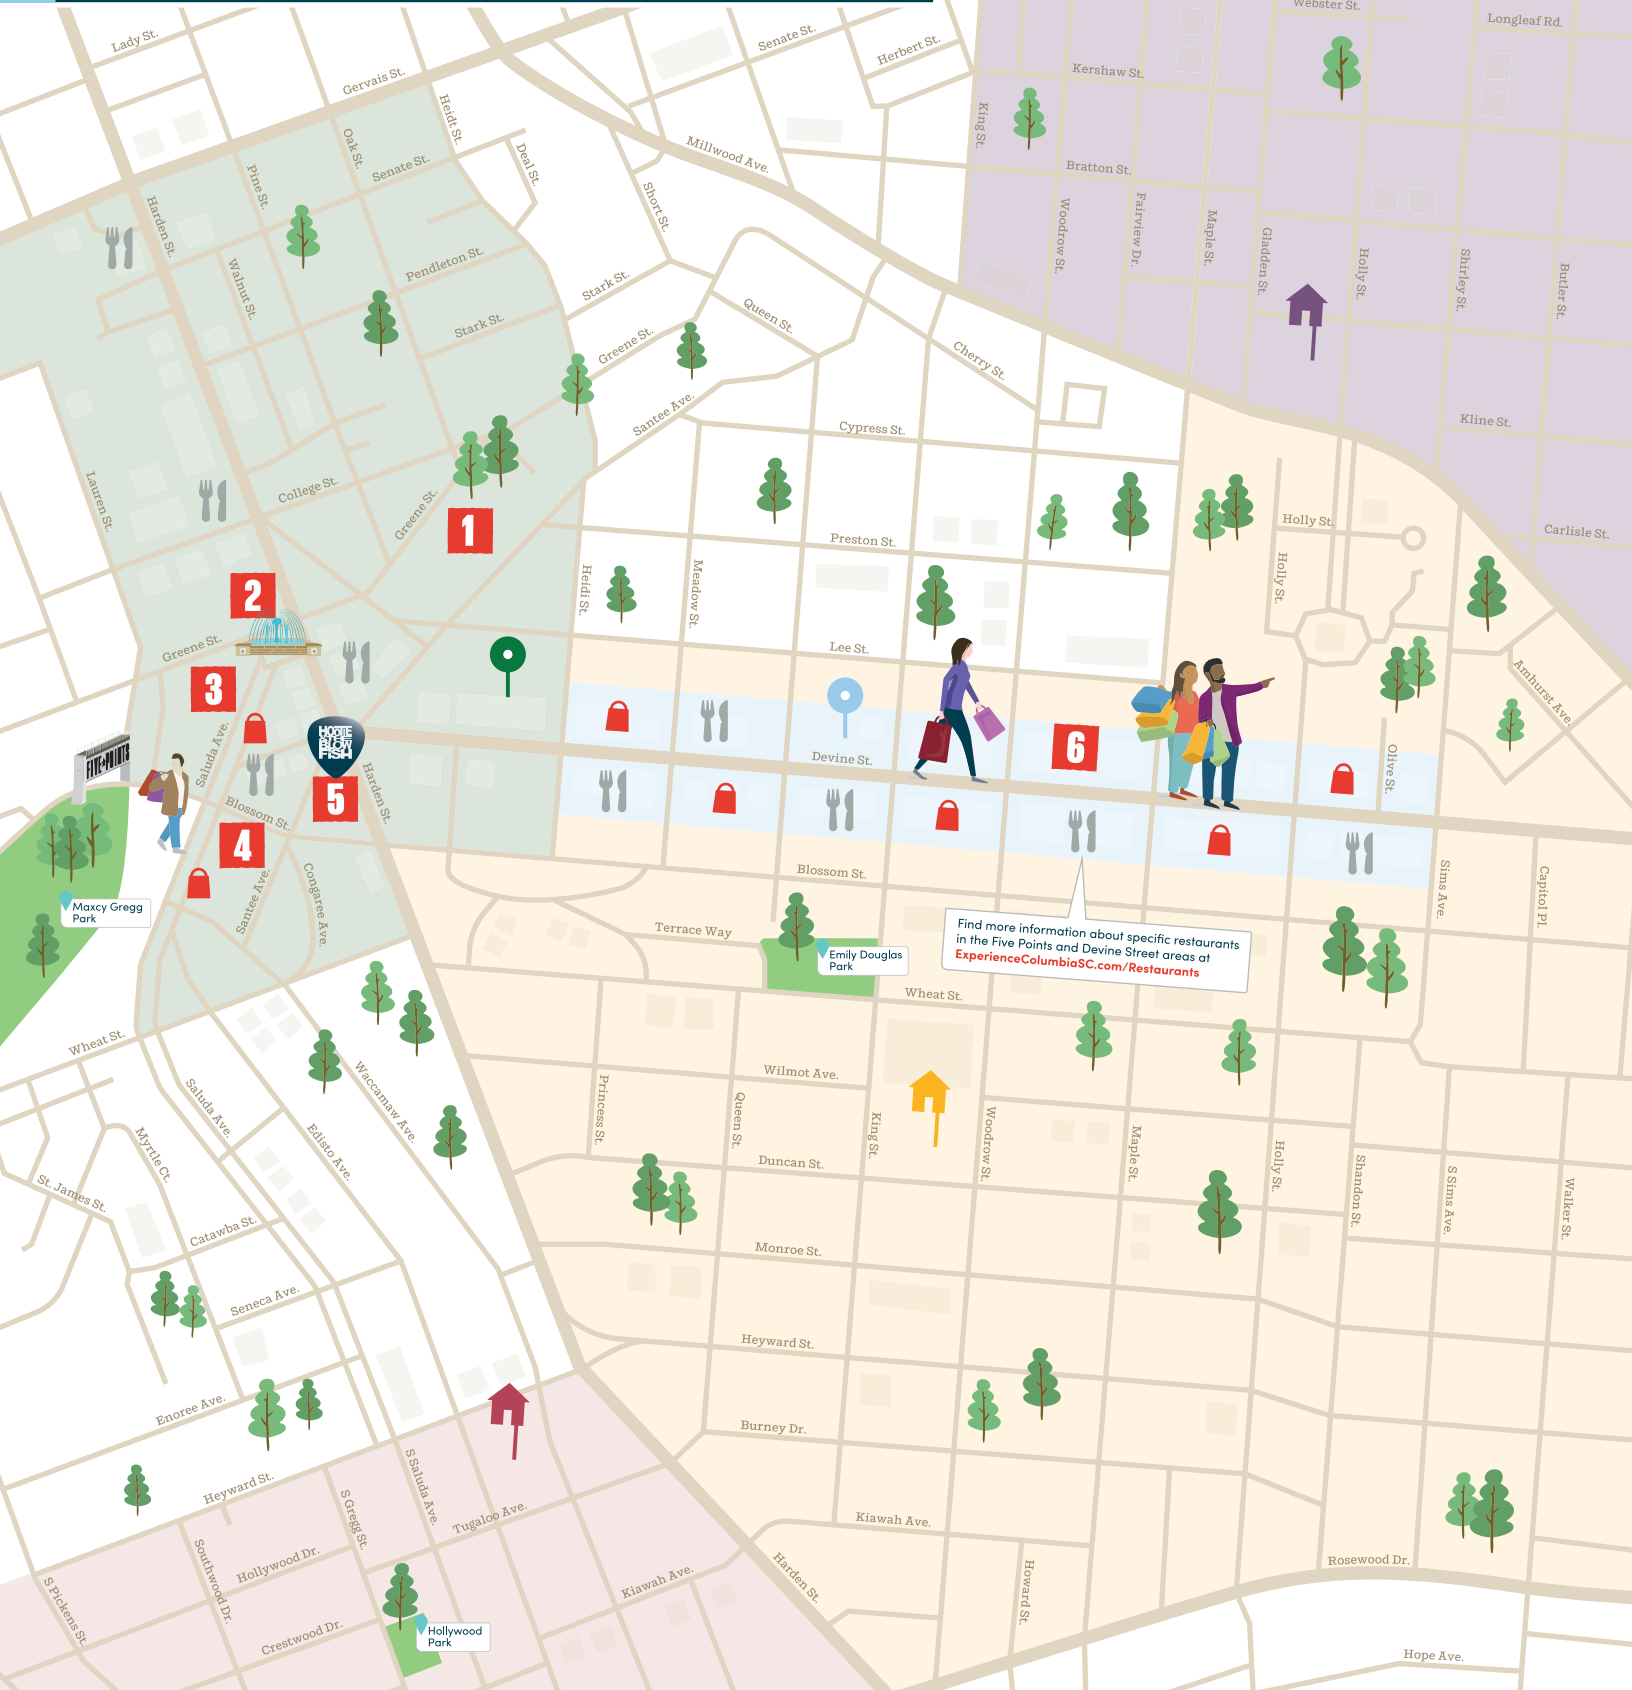 Lady St.
Gervais St.
Senate St.
Herbert St.
Webster St.
Longleaf Rd.
Kershaw St.
King St.
Heidt St.
Oak St.
Senate St.
Deal St.
Millwood Ave.
Bratton St.
Pine St.
Harden St.
Short St.
Woodrow St.
Fairview Dr.
Maple St.
Gladden St.
Holly St.
Shirley St.
Butler St.
Walnut St.
Pendleton St.
Stark St.
Stark St.
Queen St.
Greene St.
Cherry St.
Santee Ave.
Cypress St.
Kline St.
Lauren St.
College St.
Greene St.
1
Preston St.
Holly St.
Carlisle St.
Heidi St.
Meadow St.
Holly St.
2
Greene St.
Lee St.
3
Amhurst Ave.
Saluda Ave.
HOOTIE
& THE
BLOW
FISH
FIVE POINTS
Devine St.
6
Olive St.
5
Harden St.
Blossom St.
4
Blossom St.
Santee Ave.
Congaree Ave.
Sims Ave.
Capitol Pl.
Maxcy Gregg
Park
Terrace Way
Emily Douglas
Park
Find more information about specific restaurants
in the Five Points and Devine Street areas at
ExperienceColumbiaSC.com/Restaurants
Wheat St.
Wheat St.
Saluda Ave.
Waccamaw Ave.
Wilmot Ave.
Princess St.
Queen St.
King St.
Woodrow St.
Maple St.
Holly St.
Shandon St.
S Sims Ave.
Walker St.
Myrtle Ct.
Edisto Ave.
Duncan St.
St. James St.
Catawba St.
Monroe St.
Seneca Ave.
Heyward St.
Enoree Ave.
Burney Dr.
Heyward St.
S Saluda Ave.
S Gregg St.
Tugaloo Ave.
Kiawah Ave.
Southwood Dr.
Hollywood Dr.
Rosewood Dr.
S Pickens St.
Kiawah Ave.
Harden St.
Howard St.
Crestwood Dr.
Hollywood
Park
Hope Ave.